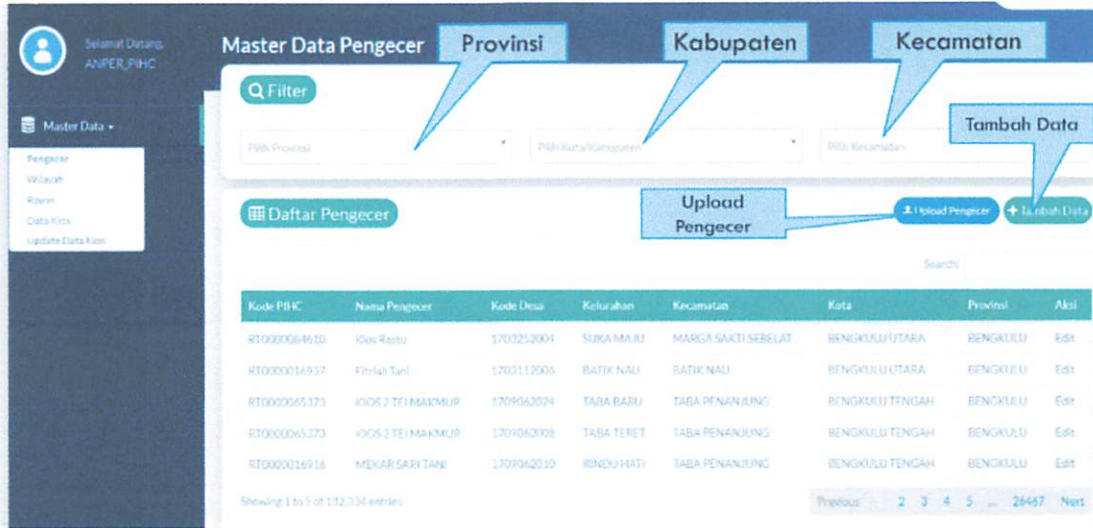 Selamat Datang,
ANPER_PIHC
Master Data Pengecer
Provinsi
Kabupaten
Kecamatan
Filter
Master Data
Pengecer
Wilayah
Rayon
Data Kios
Update Data Kios
Pilih Provinsi
Pilih Kota/Kabupaten
Pilih Kecamatan
Tambah Data
Daftar Pengecer
Upload
Pengecer
Upload Pengecer
+ Tambah Data
Search:
Kode PIHC Nama Pengecer Kode Desa Kelurahan Kecamatan Kota Provinsi Aksi
RT0000084610 Kios Restu 1703252004 SUKA MAJU MARGA SAKTI SEBELAT BENGKULU UTARA BENGKULU Edit
RT0000016937 Fitriah Tani 1703112006 BATIK NAU BATIK NAU BENGKULU UTARA BENGKULU Edit
RT0000065373 KIOS 2 TEI MAKMUR 1709062024 TABA BARU TABA PENANJUNG BENGKULU TENGAH BENGKULU Edit
RT0000065373 KIOS 2 TEI MAKMUR 1709062008 TABA TERET TABA PENANJUNG BENGKULU TENGAH BENGKULU Edit
RT0000016916 MEKAR SARI TANI 1709062010 RINDU HATI TABA PENANJUNG BENGKULU TENGAH BENGKULU Edit
Showing 1 to 5 of 132,334 entries
Previous 2 3 4 5 ... 26467 Next